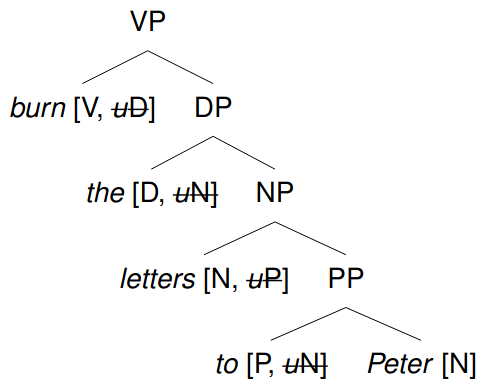 VP
burn [V, uD] DP
the [D, uN] NP
letters [N, uP] PP
to [P, uN] Peter [N]